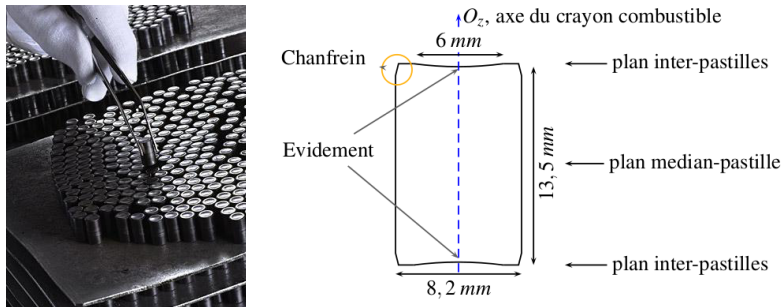 O_z, axe du crayon combustible
6 mm
Chanfrein
plan inter-pastilles
Evidement
13,5 mm
plan median-pastille
plan inter-pastilles
8,2 mm